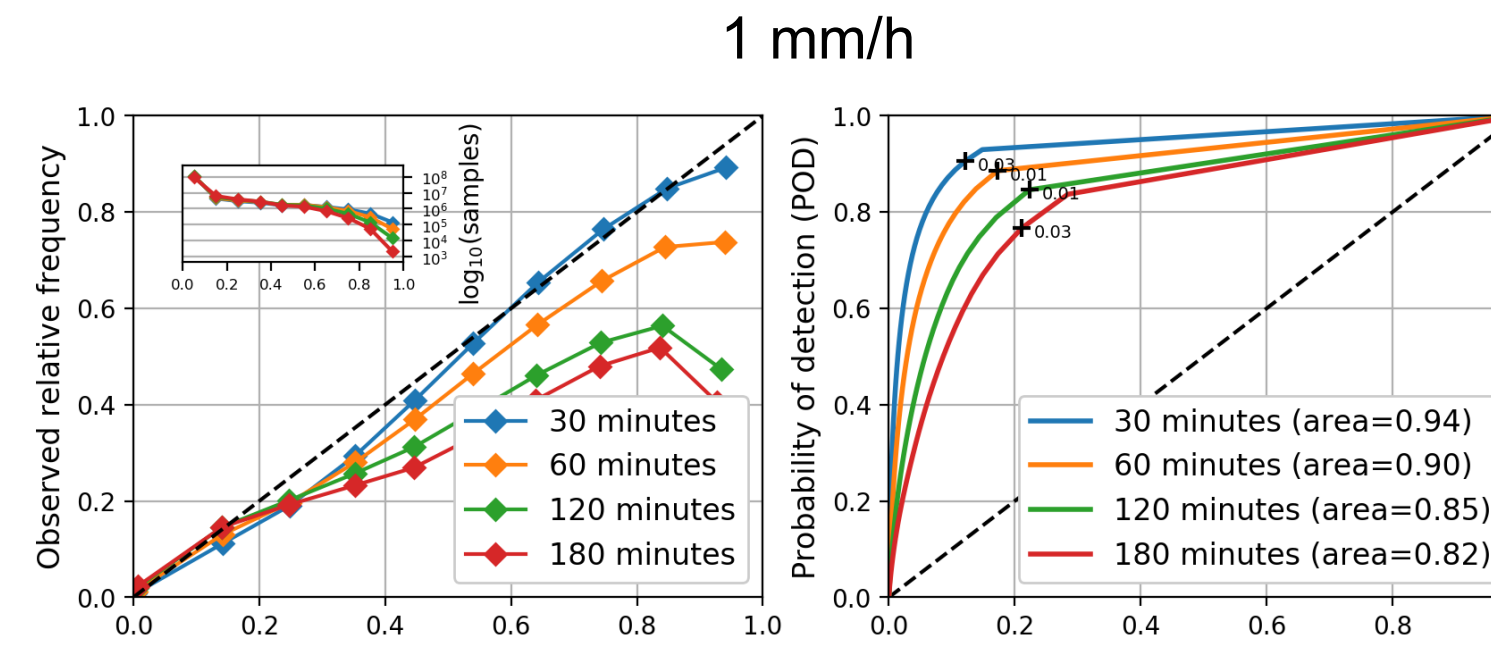 1 mm/h
Observed relative frequency
1.0
0.8
0.6
0.4
0.2
0.0
0.0 0.2 0.4 0.6 0.8 1.0
log₁₀(samples)
10⁸
10⁷
10⁶
10⁵
10⁴
10³
0.0 0.2 0.4 0.6 0.8 1.0
30 minutes
60 minutes
120 minutes
180 minutes
Probability of detection (POD)
1.0
0.8
0.6
0.4
0.2
0.0
0.0 0.2 0.4 0.6 0.8
0.03
0.01
0.01
0.03
30 minutes (area=0.94)
60 minutes (area=0.90)
120 minutes (area=0.85)
180 minutes (area=0.82)